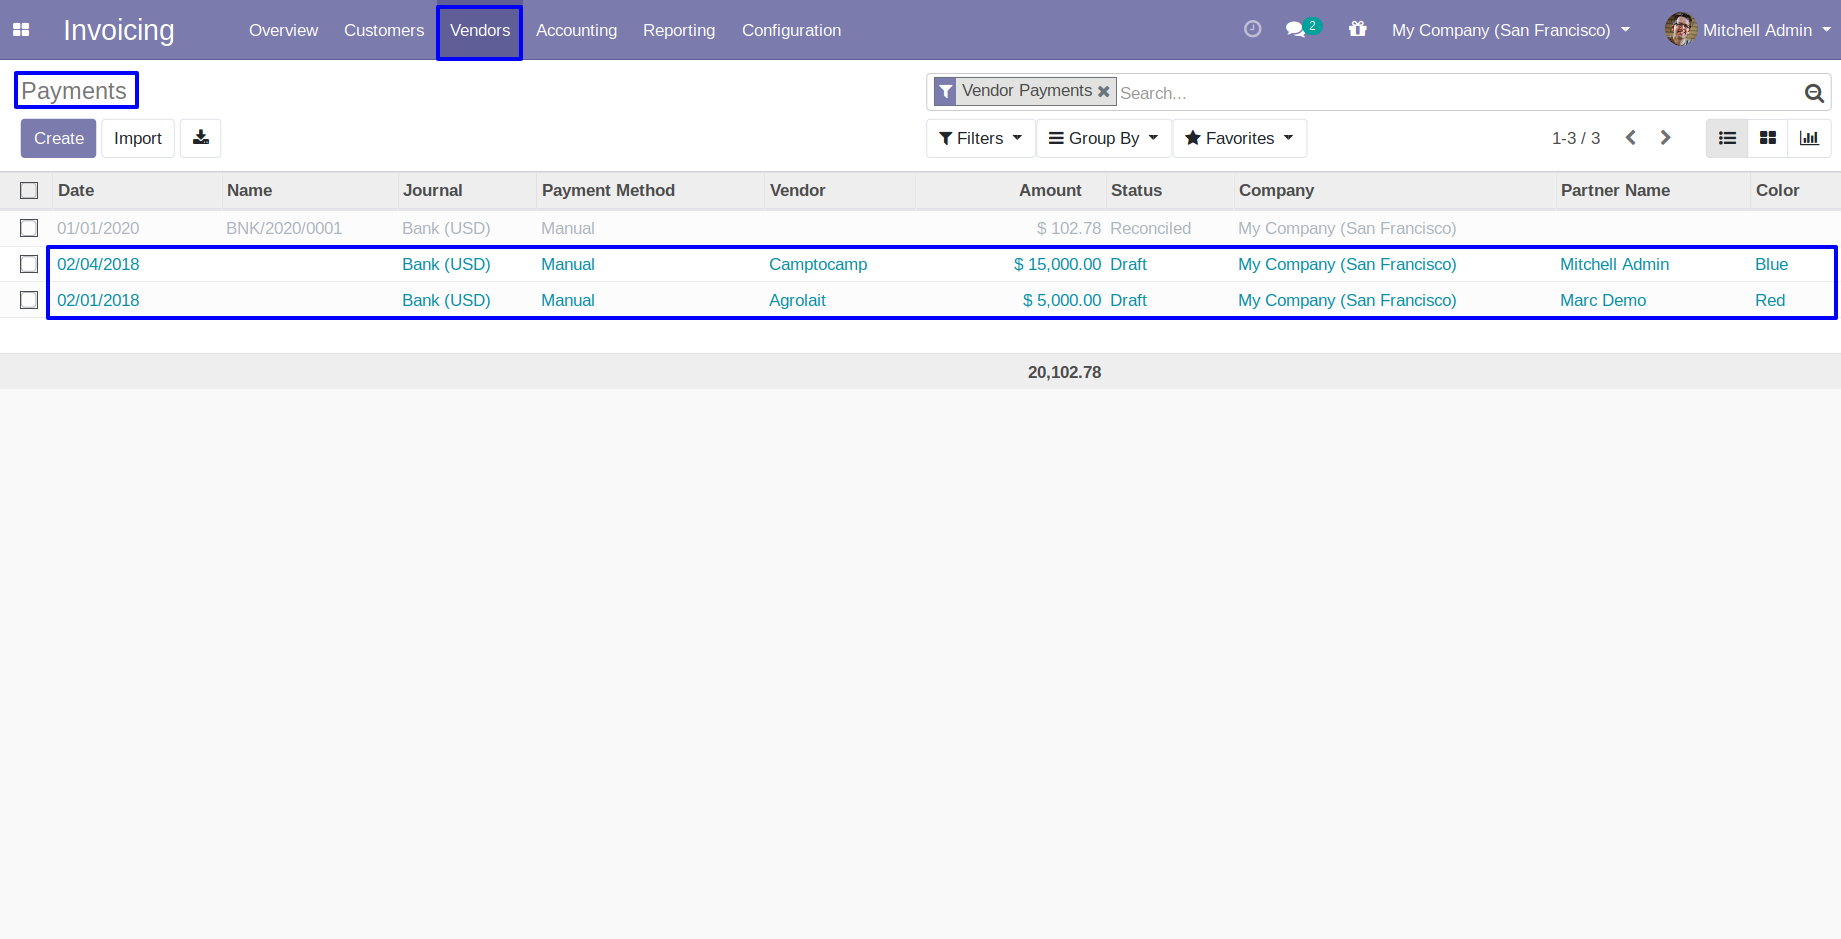 Invoicing Overview Customers Vendors Accounting Reporting Configuration 2 My Company (San Francisco) Mitchell Admin
Payments Vendor Payments Search...
Create Import Filters Group By Favorites 1-3 / 3
Date Name Journal Payment Method Vendor Amount Status Company Partner Name Color
01/01/2020 BNK/2020/0001 Bank (USD) Manual $ 102.78 Reconciled My Company (San Francisco)
02/04/2018 Bank (USD) Manual Camptocamp $ 15,000.00 Draft My Company (San Francisco) Mitchell Admin Blue
02/01/2018 Bank (USD) Manual Agrolait $ 5,000.00 Draft My Company (San Francisco) Marc Demo Red
20,102.78